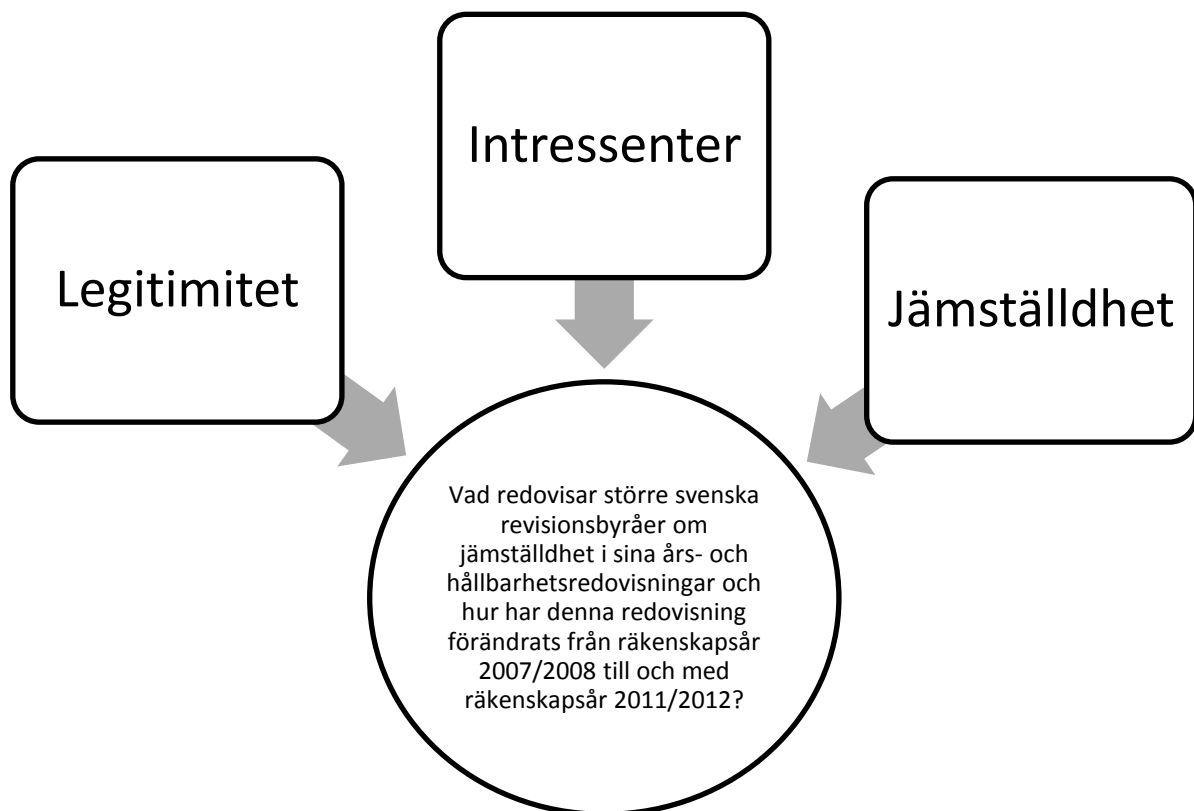 Intressenter
Legitimitet
Jämställdhet
Vad redovisar större svenska
revisionsbyråer om
jämställdhet i sina års- och
hållbarhetsredovisningar och
hur har denna redovisning
förändrats från räkenskapsår
2007/2008 till och med
räkenskapsår 2011/2012?